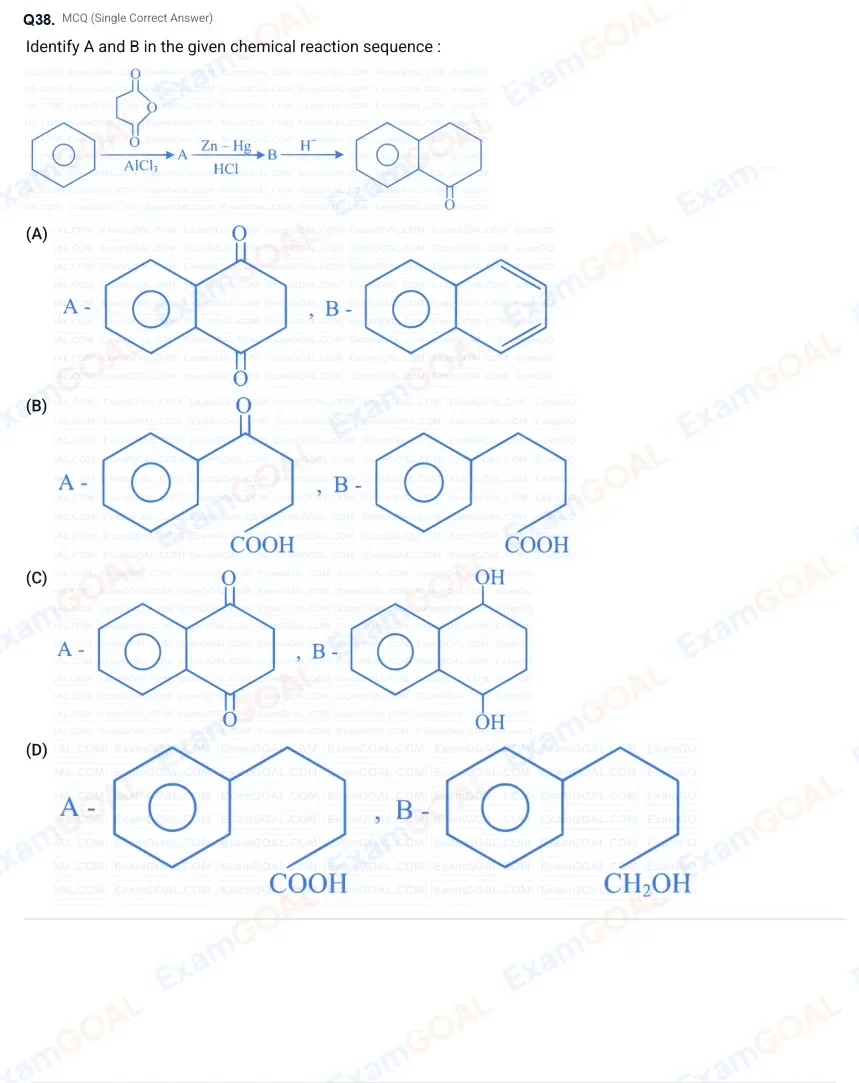 Q38. MCQ (Single Correct Answer)
Identify A and B in the given chemical reaction sequence :
O
O
O
AlCl₃
A
Zn – Hg
HCl
B
H⁻
O
(A)
A -
O
O
, B -
(B)
A -
O
COOH
, B -
COOH
(C)
A -
O
O
, B -
OH
OH
(D)
A -
COOH
, B -
CH₂OH
ExamGOAL